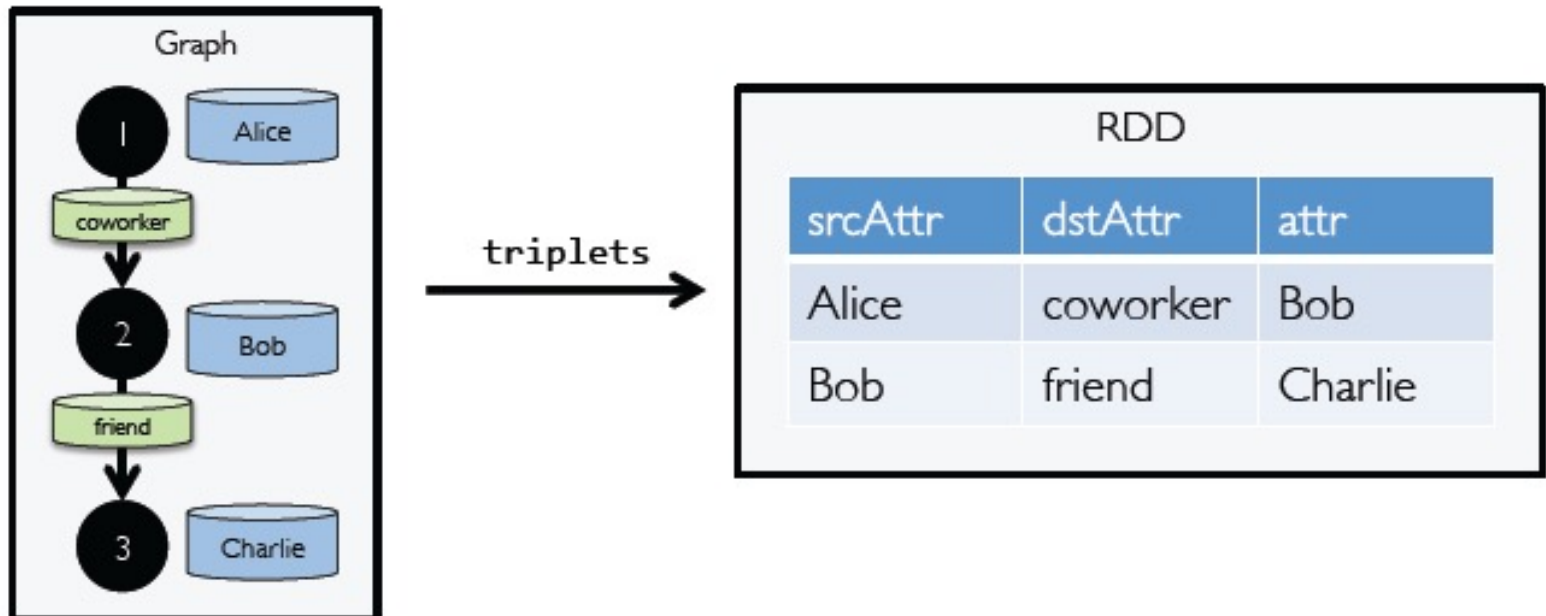 Graph
1
Alice
coworker
2
Bob
friend
3
Charlie
triplets
RDD
srcAttr dstAttr attr
Alice coworker Bob
Bob friend Charlie